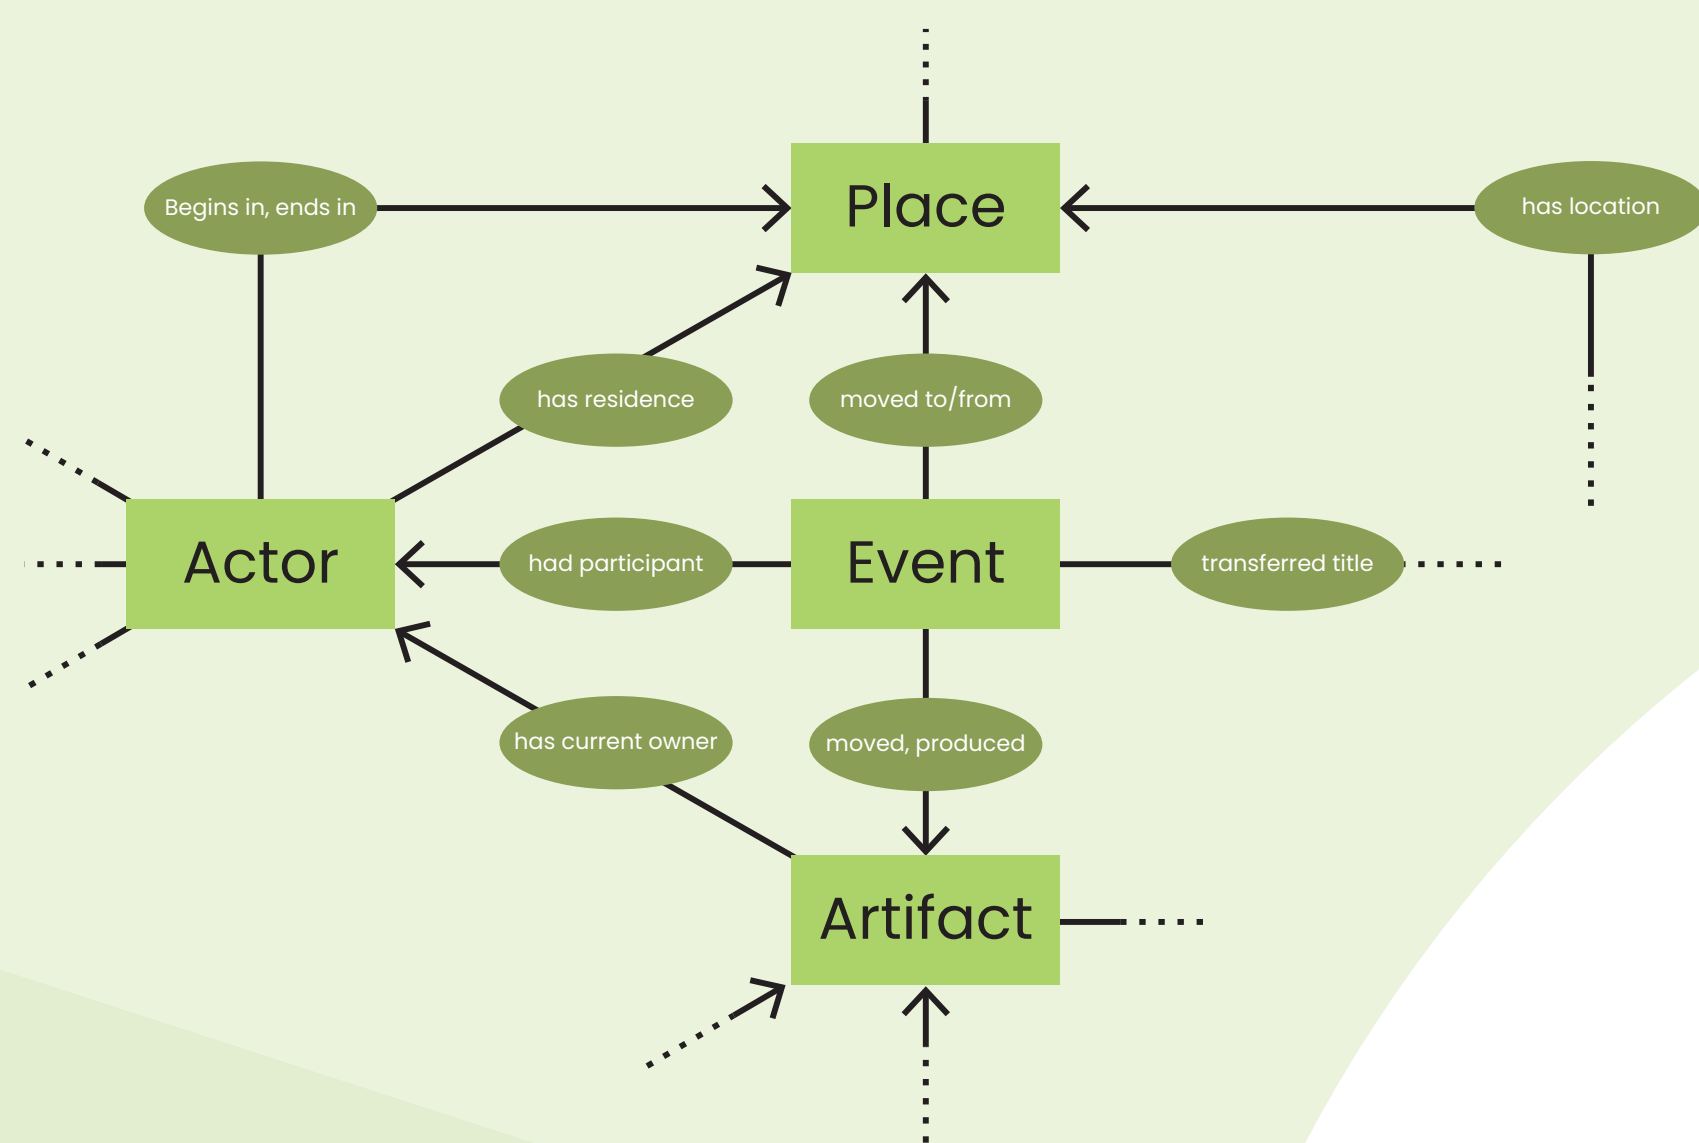 Place
Begins in, ends in
has location
has residence
moved to/from
Actor
had participant
Event
transferred title
has current owner
moved, produced
Artifact